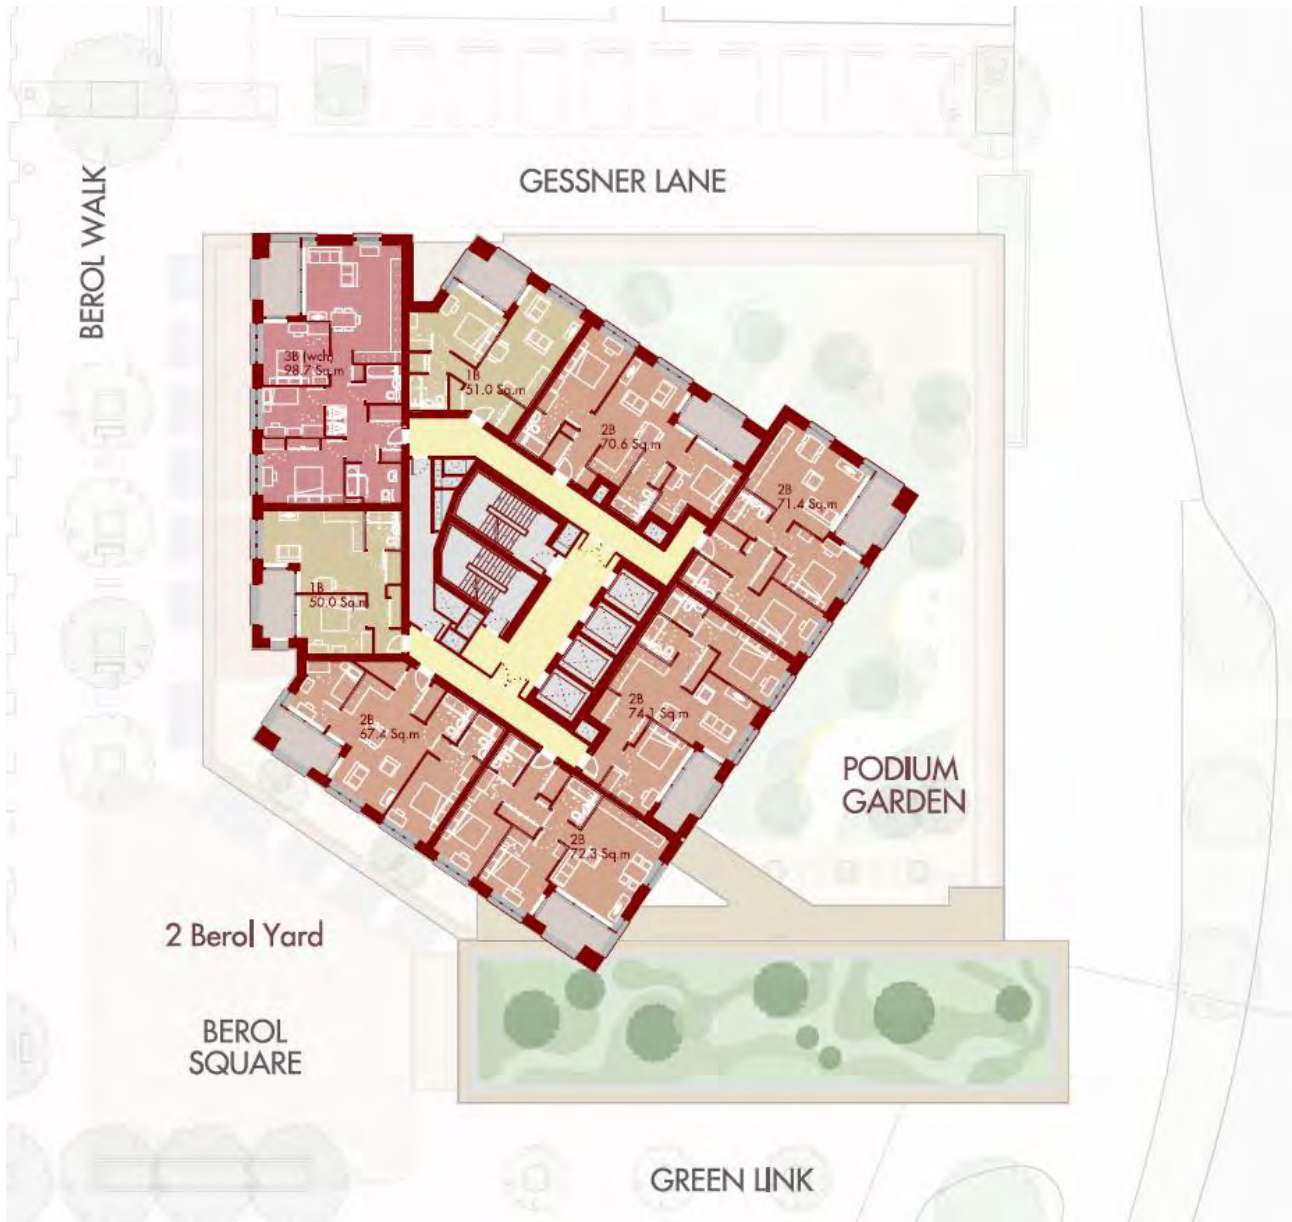 GESSNER LANE
BEROL WALK
3B (wch)
98.7 Sq.m
1B
51.0 Sq.m
2B
70.6 Sq.m
2B
71.4 Sq.m
1B
50.0 Sq.m
2B
74.1 Sq.m
2B
67.4 Sq.m
2B
72.3 Sq.m
PODIUM
GARDEN
2 Berol Yard
BEROL
SQUARE
GREEN LINK